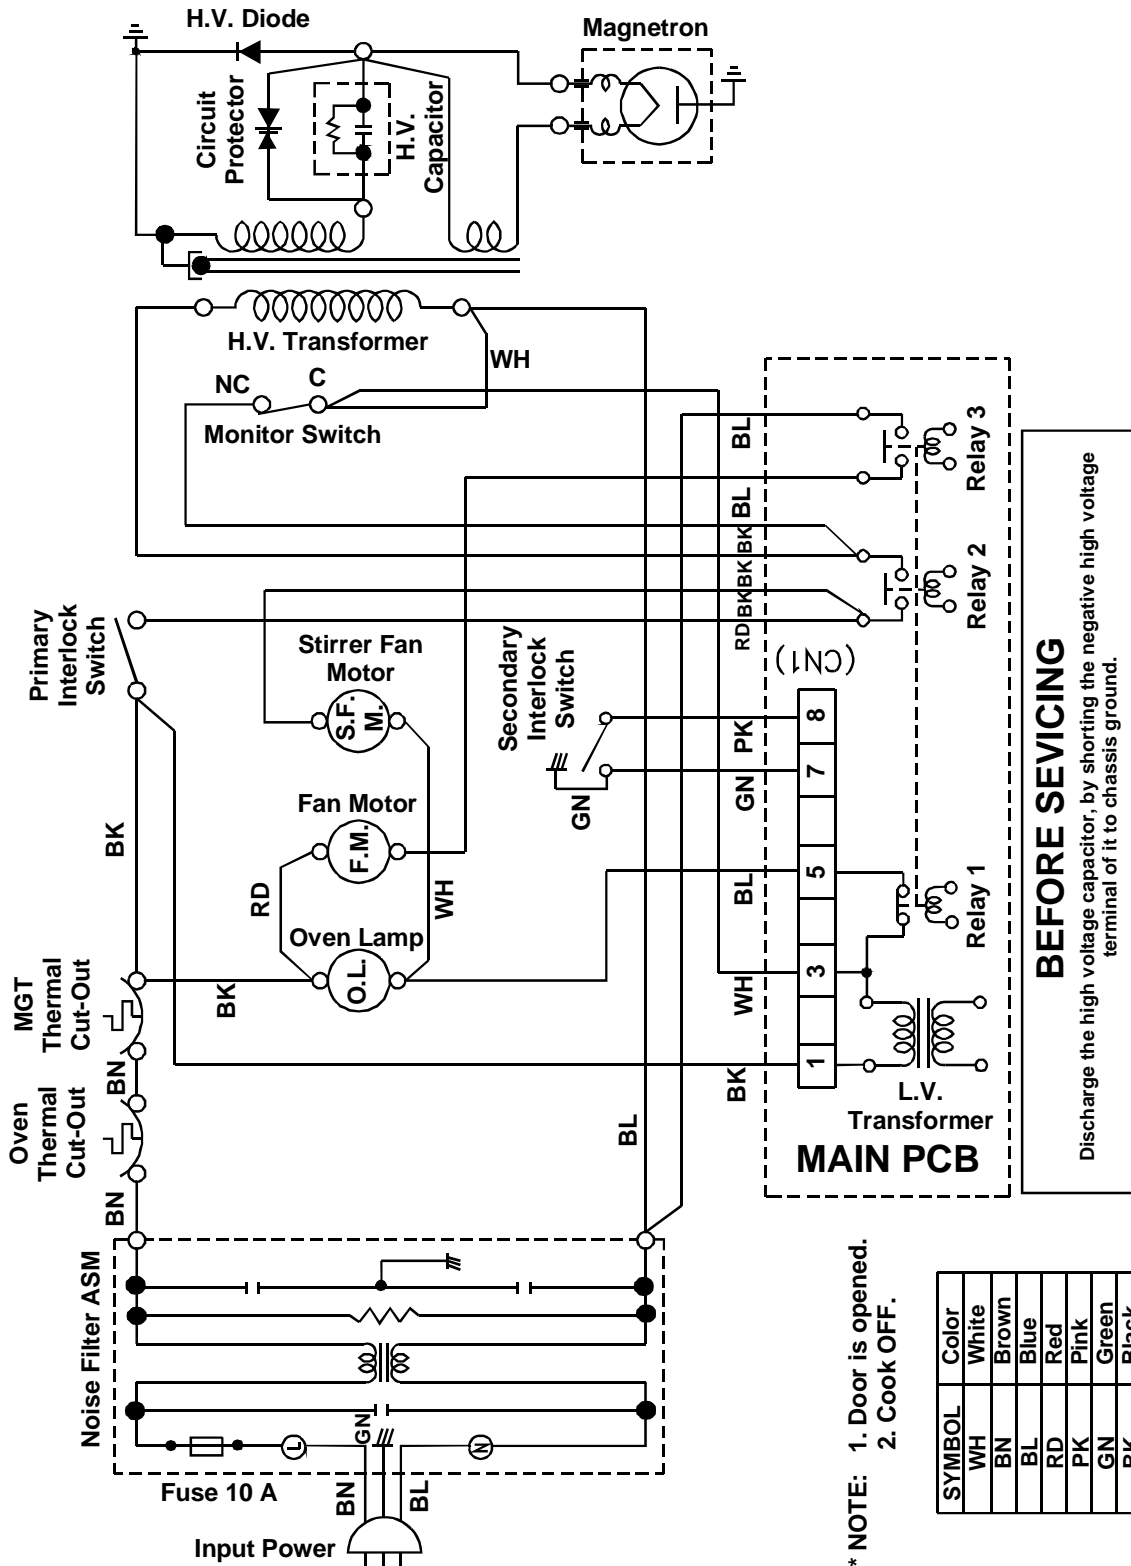 H.V. Diode
Magnetron
Circuit
Protector
H.V.
Capacitor
H.V. Transformer
WH
NC
C
Monitor Switch
BL
BL
BK
BK
BK
RD
Relay 3
Relay 2
Primary
Interlock
Switch
Stirrer Fan
Motor
S.F.
M.
Secondary
Interlock
Switch
(CN1)
PK
GN
GN
8
7
5
3
1
Fan Motor
F.M.
BK
RD
WH
BL
Oven Lamp
O.L.
BK
WH
BK
Relay 1
MGT
Thermal
Cut-Out
BN
Oven
Thermal
Cut-Out
BN
BL
L.V.
Transformer
MAIN PCB
BEFORE SEVICING
Discharge the high voltage capacitor, by shorting the negative high voltage
terminal of it to chassis ground.
Noise Filter ASM
GN
L
N
Fuse 10 A
BN
BL
Input Power
* NOTE: 1. Door is opened.
2. Cook OFF.
SYMBOL Color
WH White
BN Brown
BL Blue
RD Red
PK Pink
GN Green
BK Black